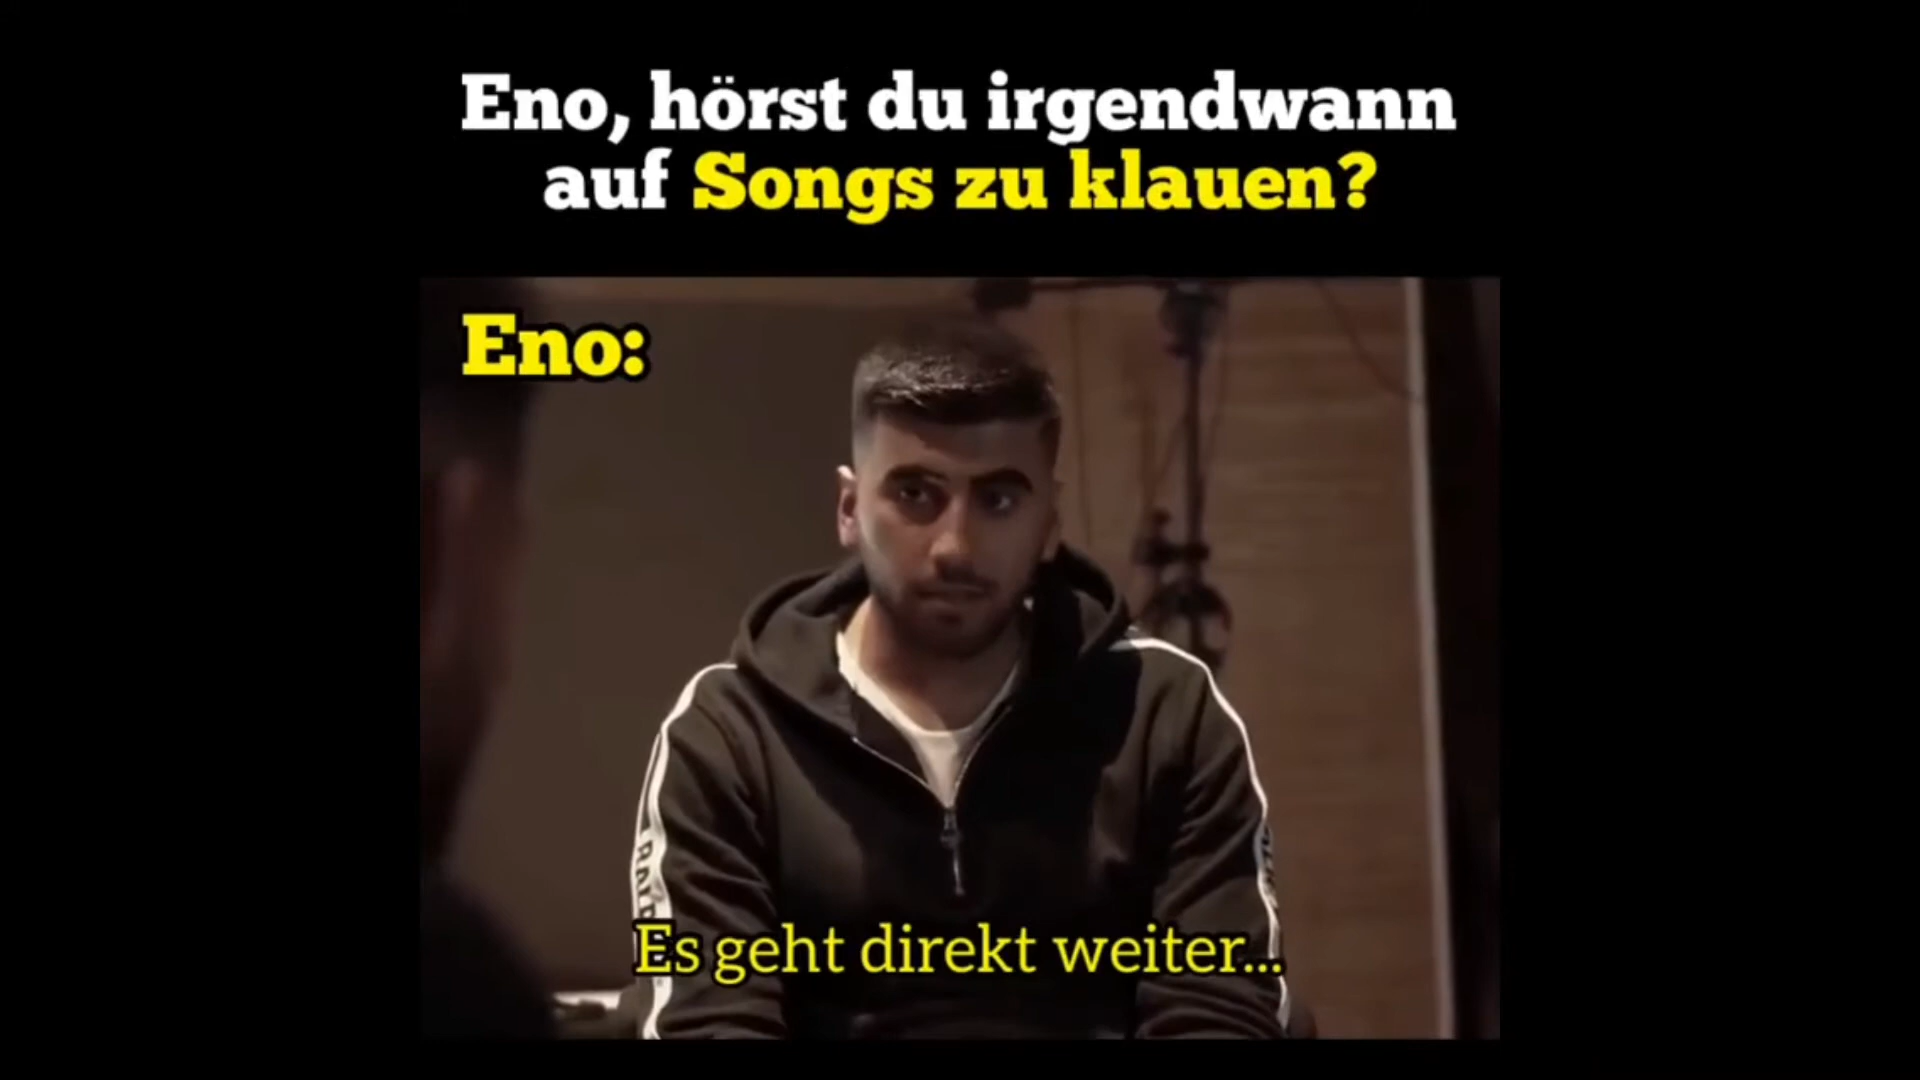 Eno, hörst du irgendwann
auf Songs zu klauen?
Eno:
Es geht direkt weiter...